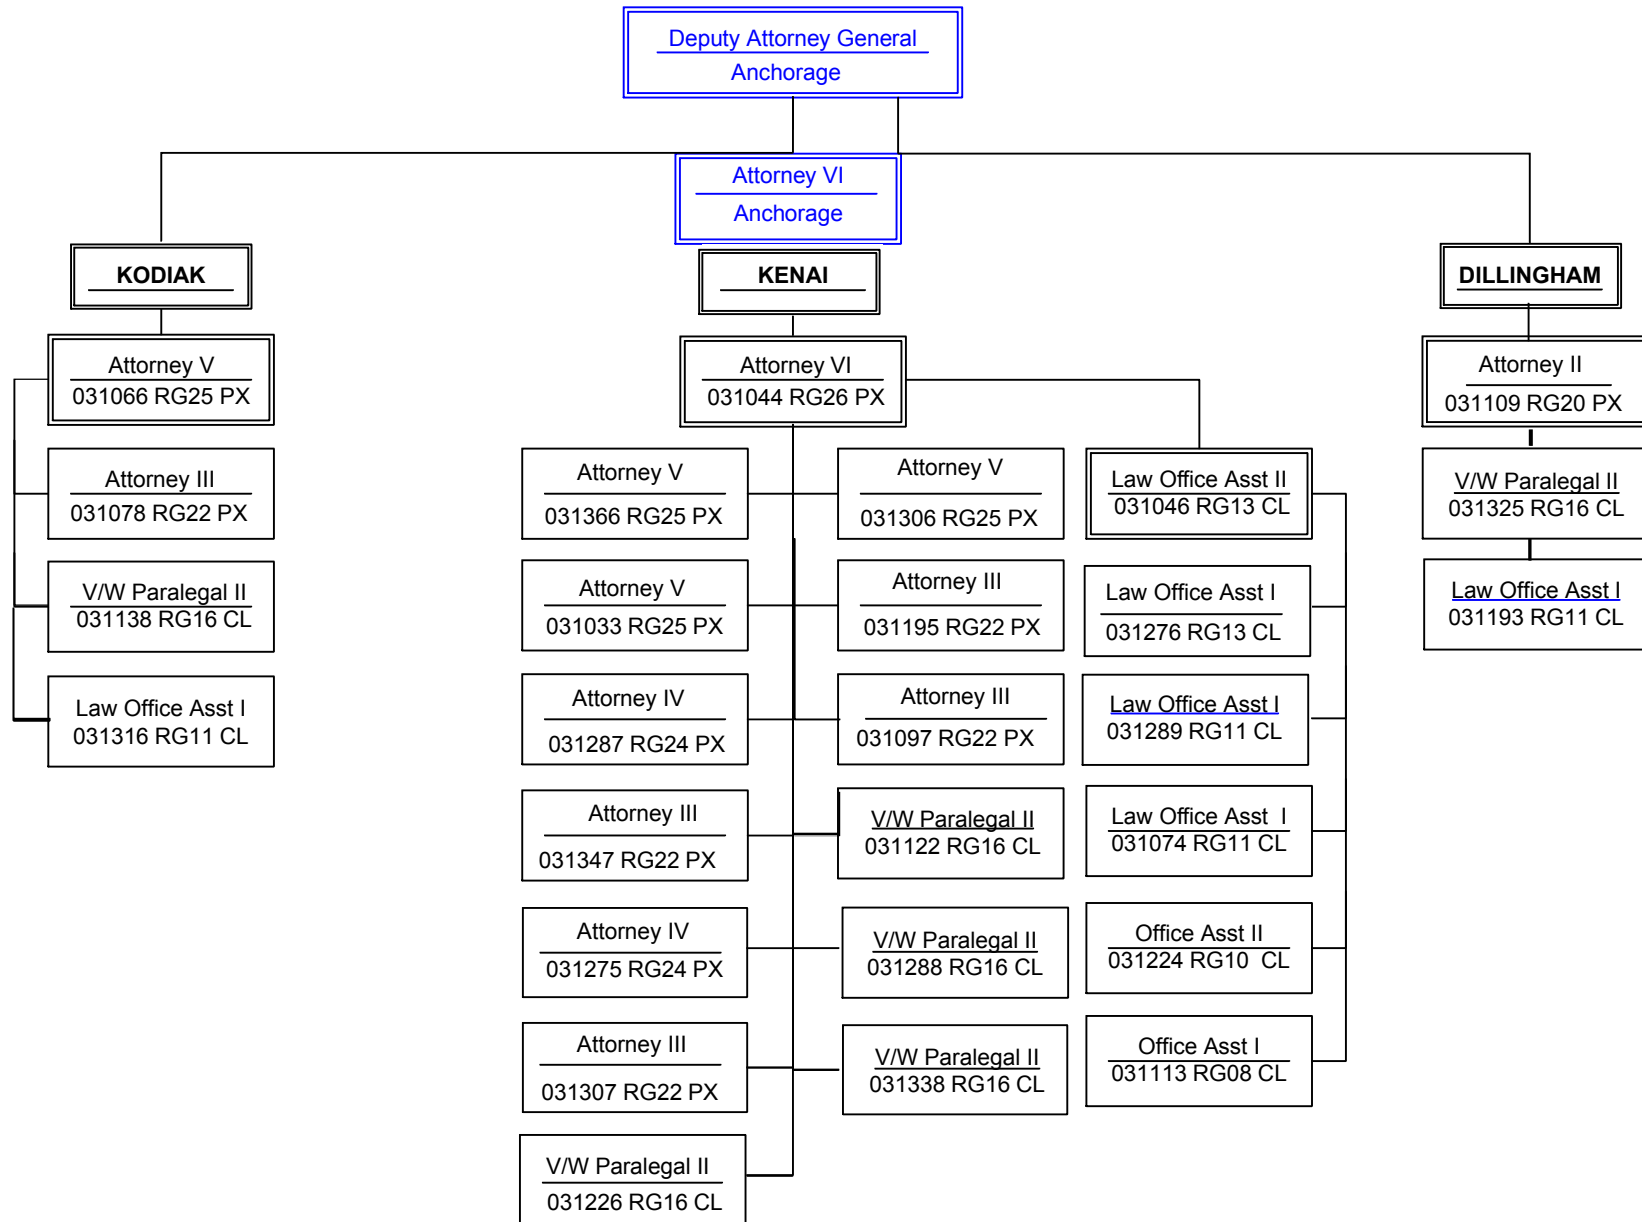 Deputy Attorney General
Anchorage
Attorney VI
Anchorage
KODIAK
Attorney V
031066 RG25 PX
Attorney III
031078 RG22 PX
V/W Paralegal II
031138 RG16 CL
Law Office Asst I
031316 RG11 CL
KENAI
Attorney VI
031044 RG26 PX
Attorney V
031366 RG25 PX
Attorney V
031033 RG25 PX
Attorney IV
031287 RG24 PX
Attorney III
031347 RG22 PX
Attorney IV
031275 RG24 PX
Attorney III
031307 RG22 PX
V/W Paralegal II
031226 RG16 CL
Attorney V
031306 RG25 PX
Attorney III
031195 RG22 PX
Attorney III
031097 RG22 PX
V/W Paralegal II
031122 RG16 CL
V/W Paralegal II
031288 RG16 CL
V/W Paralegal II
031338 RG16 CL
Law Office Asst II
031046 RG13 CL
Law Office Asst I
031276 RG13 CL
Law Office Asst I
031289 RG11 CL
Law Office Asst  I
031074 RG11 CL
Office Asst II
031224 RG10  CL
Office Asst I
031113 RG08 CL
DILLINGHAM
Attorney II
031109 RG20 PX
V/W Paralegal II
031325 RG16 CL
Law Office Asst I
031193 RG11 CL